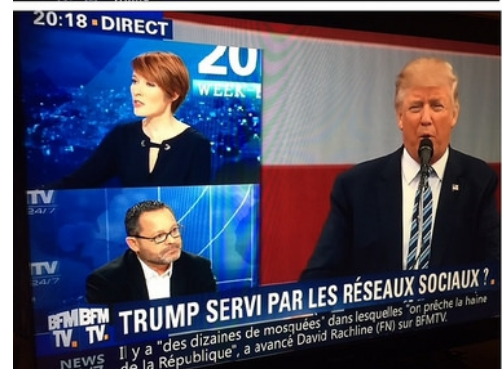 20:18 • DIRECT
20
WEEK
TV
24/7
TV
24/7
BFM BFM
TV. TV.
NEWS
TRUMP SERVI PAR LES RÉSEAUX SOCIAUX ?
Il y a "des dizaines de mosquées" dans lesquelles "on prêche la haine
de la République", a avancé David Rachline (FN) sur BFMTV.